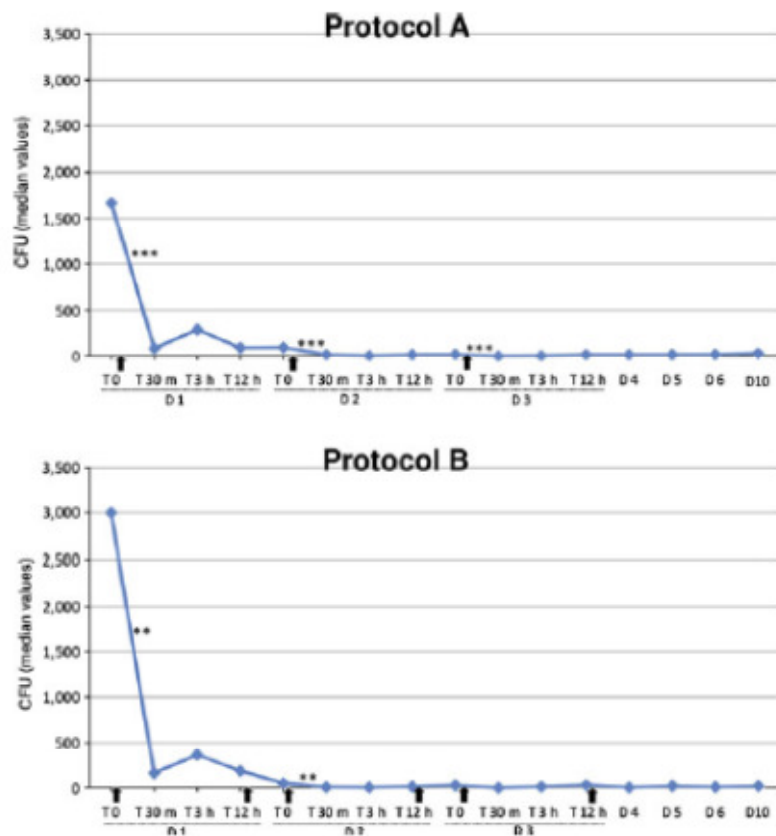 Protocol A
CFU (median values)
3,500
3,000
2,500
2,000
1,500
1,000
500
0
***
***
***
T0 T30 m T3 h T12 h T0 T30 m T3 h T12 h T0 T30 m T3 h T12 h D4 D5 D6 D10
D1 D2 D3
Protocol B
CFU (median values)
3,500
3,000
2,500
2,000
1,500
1,000
500
0
**
**
T0 T30 m T3 h T12 h T0 T30 m T3 h T12 h T0 T30 m T3 h T12 h D4 D5 D6 D10
D1 D2 D3